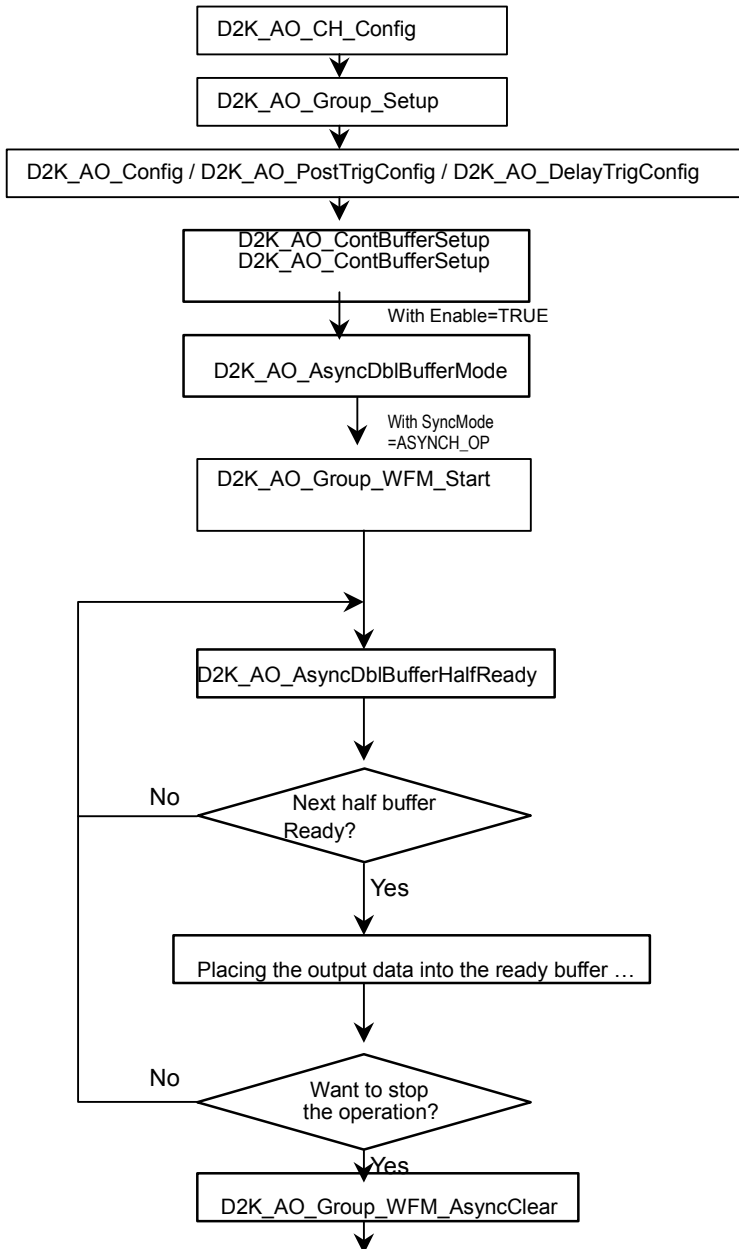 D2K_AO_CH_Config
D2K_AO_Group_Setup
D2K_AO_Config / D2K_AO_PostTrigConfig / D2K_AO_DelayTrigConfig
D2K_AO_ContBufferSetup
D2K_AO_ContBufferSetup
With Enable=TRUE
D2K_AO_AsyncDblBufferMode
With SyncMode
=ASYNCH_OP
D2K_AO_Group_WFM_Start
D2K_AO_AsyncDblBufferHalfReady
No
Next half buffer
Ready?
Yes
Placing the output data into the ready buffer …
No
Want to stop
the operation?
Yes
D2K_AO_Group_WFM_AsyncClear